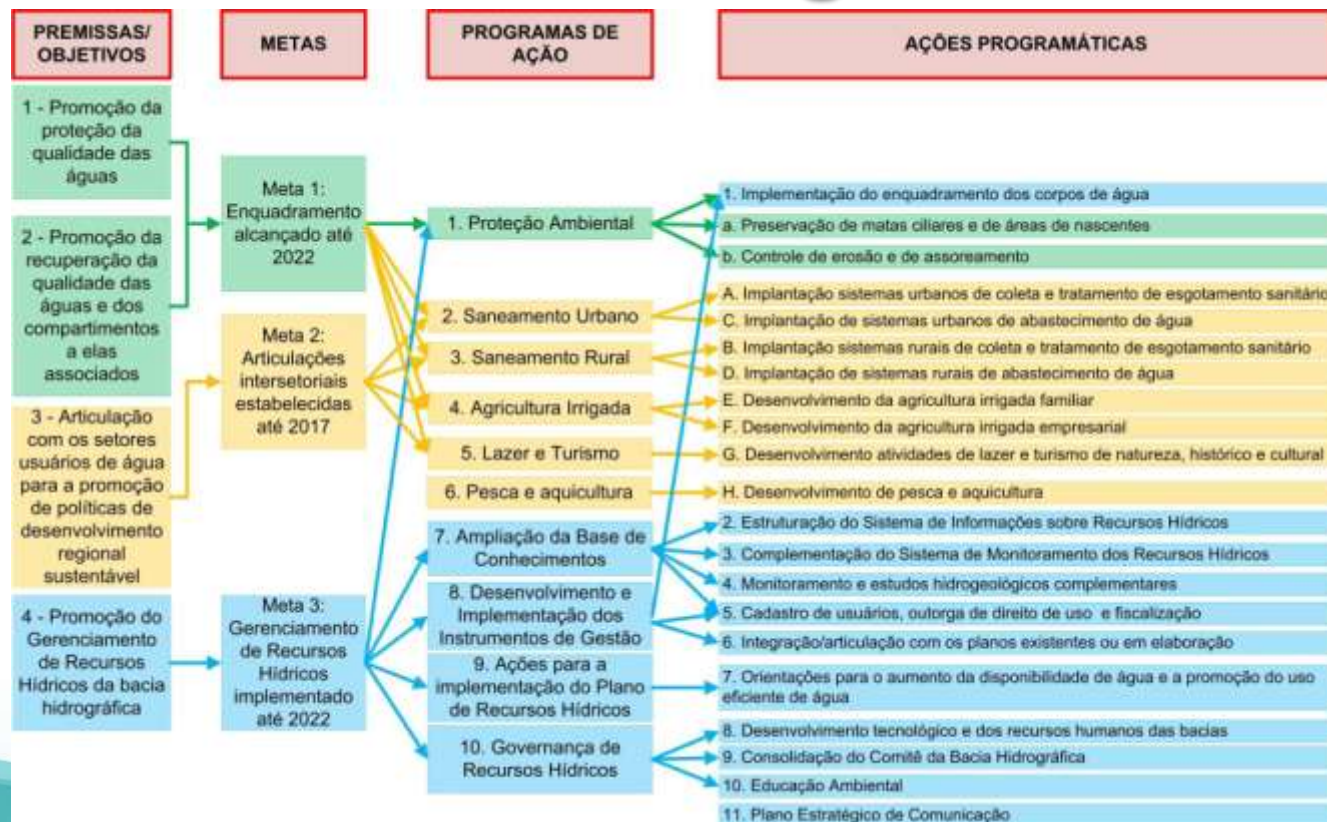 PREMISSAS/
OBJETIVOS
METAS
PROGRAMAS DE
AÇÃO
AÇÕES PROGRAMÁTICAS
1 - Promoção da
proteção da
qualidade das
águas
2 - Promoção da
recuperação da
qualidade das
águas e dos
compartimentos
a elas
associados
3 - Articulação
com os setores
usuários de água
para a promoção
de políticas de
desenvolvimento
regional
sustentável
4 - Promoção do
Gerenciamento
de Recursos
Hídricos da bacia
hidrográfica
Meta 1:
Enquadramento
alcançado até
2022
Meta 2:
Articulações
intersetoriais
estabelecidas
até 2017
Meta 3:
Gerenciamento
de Recursos
Hídricos
implementado
até 2022
1. Proteção Ambiental
2. Saneamento Urbano
3. Saneamento Rural
4. Agricultura Irrigada
5. Lazer e Turismo
6. Pesca e aquicultura
7. Ampliação da Base de
Conhecimentos
8. Desenvolvimento e
Implementação dos
Instrumentos de Gestão
9. Ações para a
implementação do Plano
de Recursos Hídricos
10. Governança de
Recursos Hídricos
1. Implementação do enquadramento dos corpos de água
a. Preservação de matas ciliares e de áreas de nascentes
b. Controle de erosão e de assoreamento
A. Implantação sistemas urbanos de coleta e tratamento de esgotamento sanitário
C. Implantação de sistemas urbanos de abastecimento de água
B. Implantação sistemas rurais de coleta e tratamento de esgotamento sanitário
D. Implantação de sistemas rurais de abastecimento de água
E. Desenvolvimento da agricultura irrigada familiar
F. Desenvolvimento da agricultura irrigada empresarial
G. Desenvolvimento atividades de lazer e turismo de natureza, histórico e cultural
H. Desenvolvimento de pesca e aquicultura
2. Estruturação do Sistema de Informações sobre Recursos Hídricos
3. Complementação do Sistema de Monitoramento dos Recursos Hídricos
4. Monitoramento e estudos hidrogeológicos complementares
5. Cadastro de usuários, outorga de direito de uso e fiscalização
6. Integração/articulação com os planos existentes ou em elaboração
7. Orientações para o aumento da disponibilidade de água e a promoção do uso
eficiente de água
8. Desenvolvimento tecnológico e dos recursos humanos das bacias
9. Consolidação do Comitê da Bacia Hidrográfica
10. Educação Ambiental
11. Plano Estratégico de Comunicação